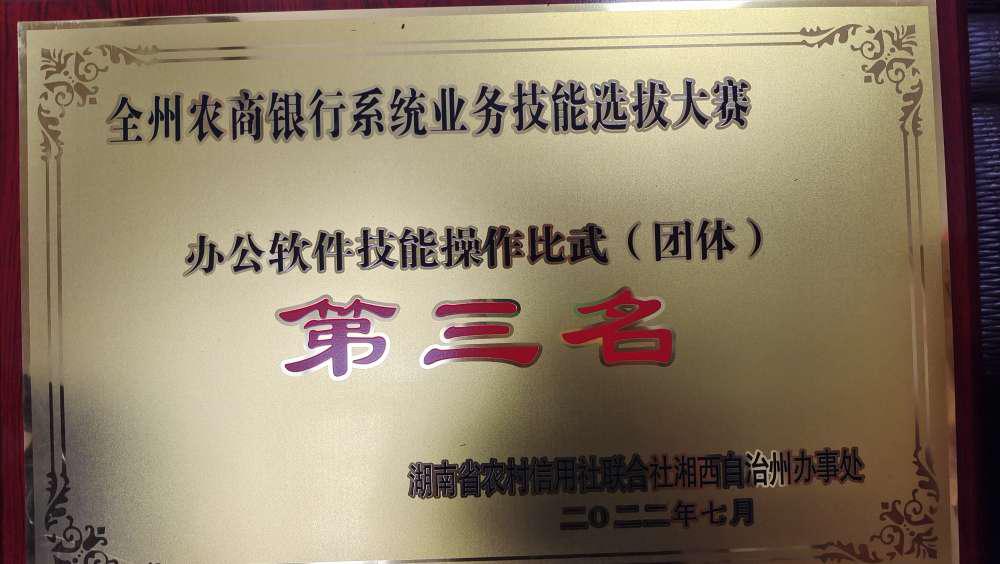 全州农商银行系统业务技能选拔大赛
办公软件技能操作比武（团体）
第三名
湖南省农村信用社联合社湘西自治州办事处
二〇二二年七月